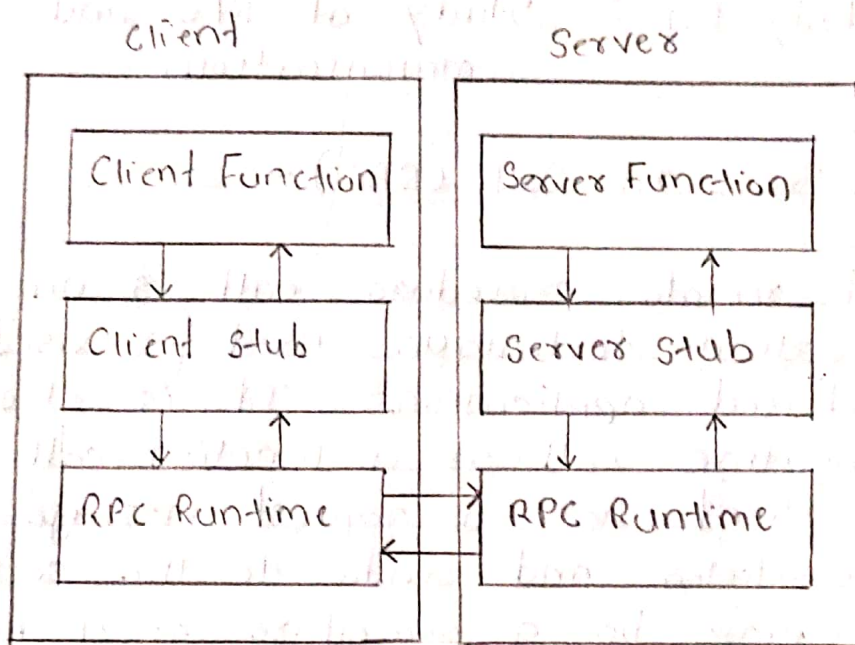 Client
Server
Client Function
Server Function
Client Stub
Server Stub
RPC Runtime
RPC Runtime